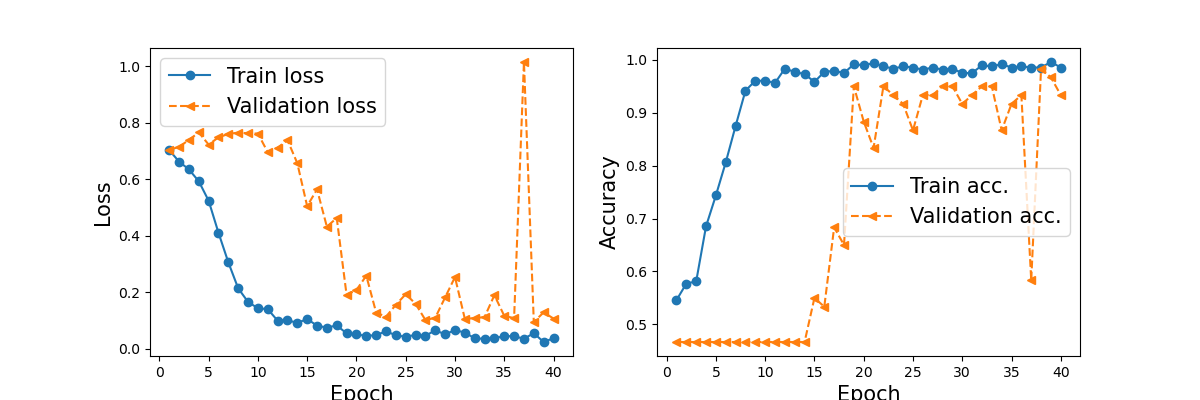 1.0
0.8
0.6
0.4
0.2
0.0
Loss
Train loss
Validation loss
0 5 10 15 20 25 30 35 40
Epoch
1.0
0.9
0.8
0.7
0.6
0.5
Accuracy
Train acc.
Validation acc.
0 5 10 15 20 25 30 35 40
Epoch